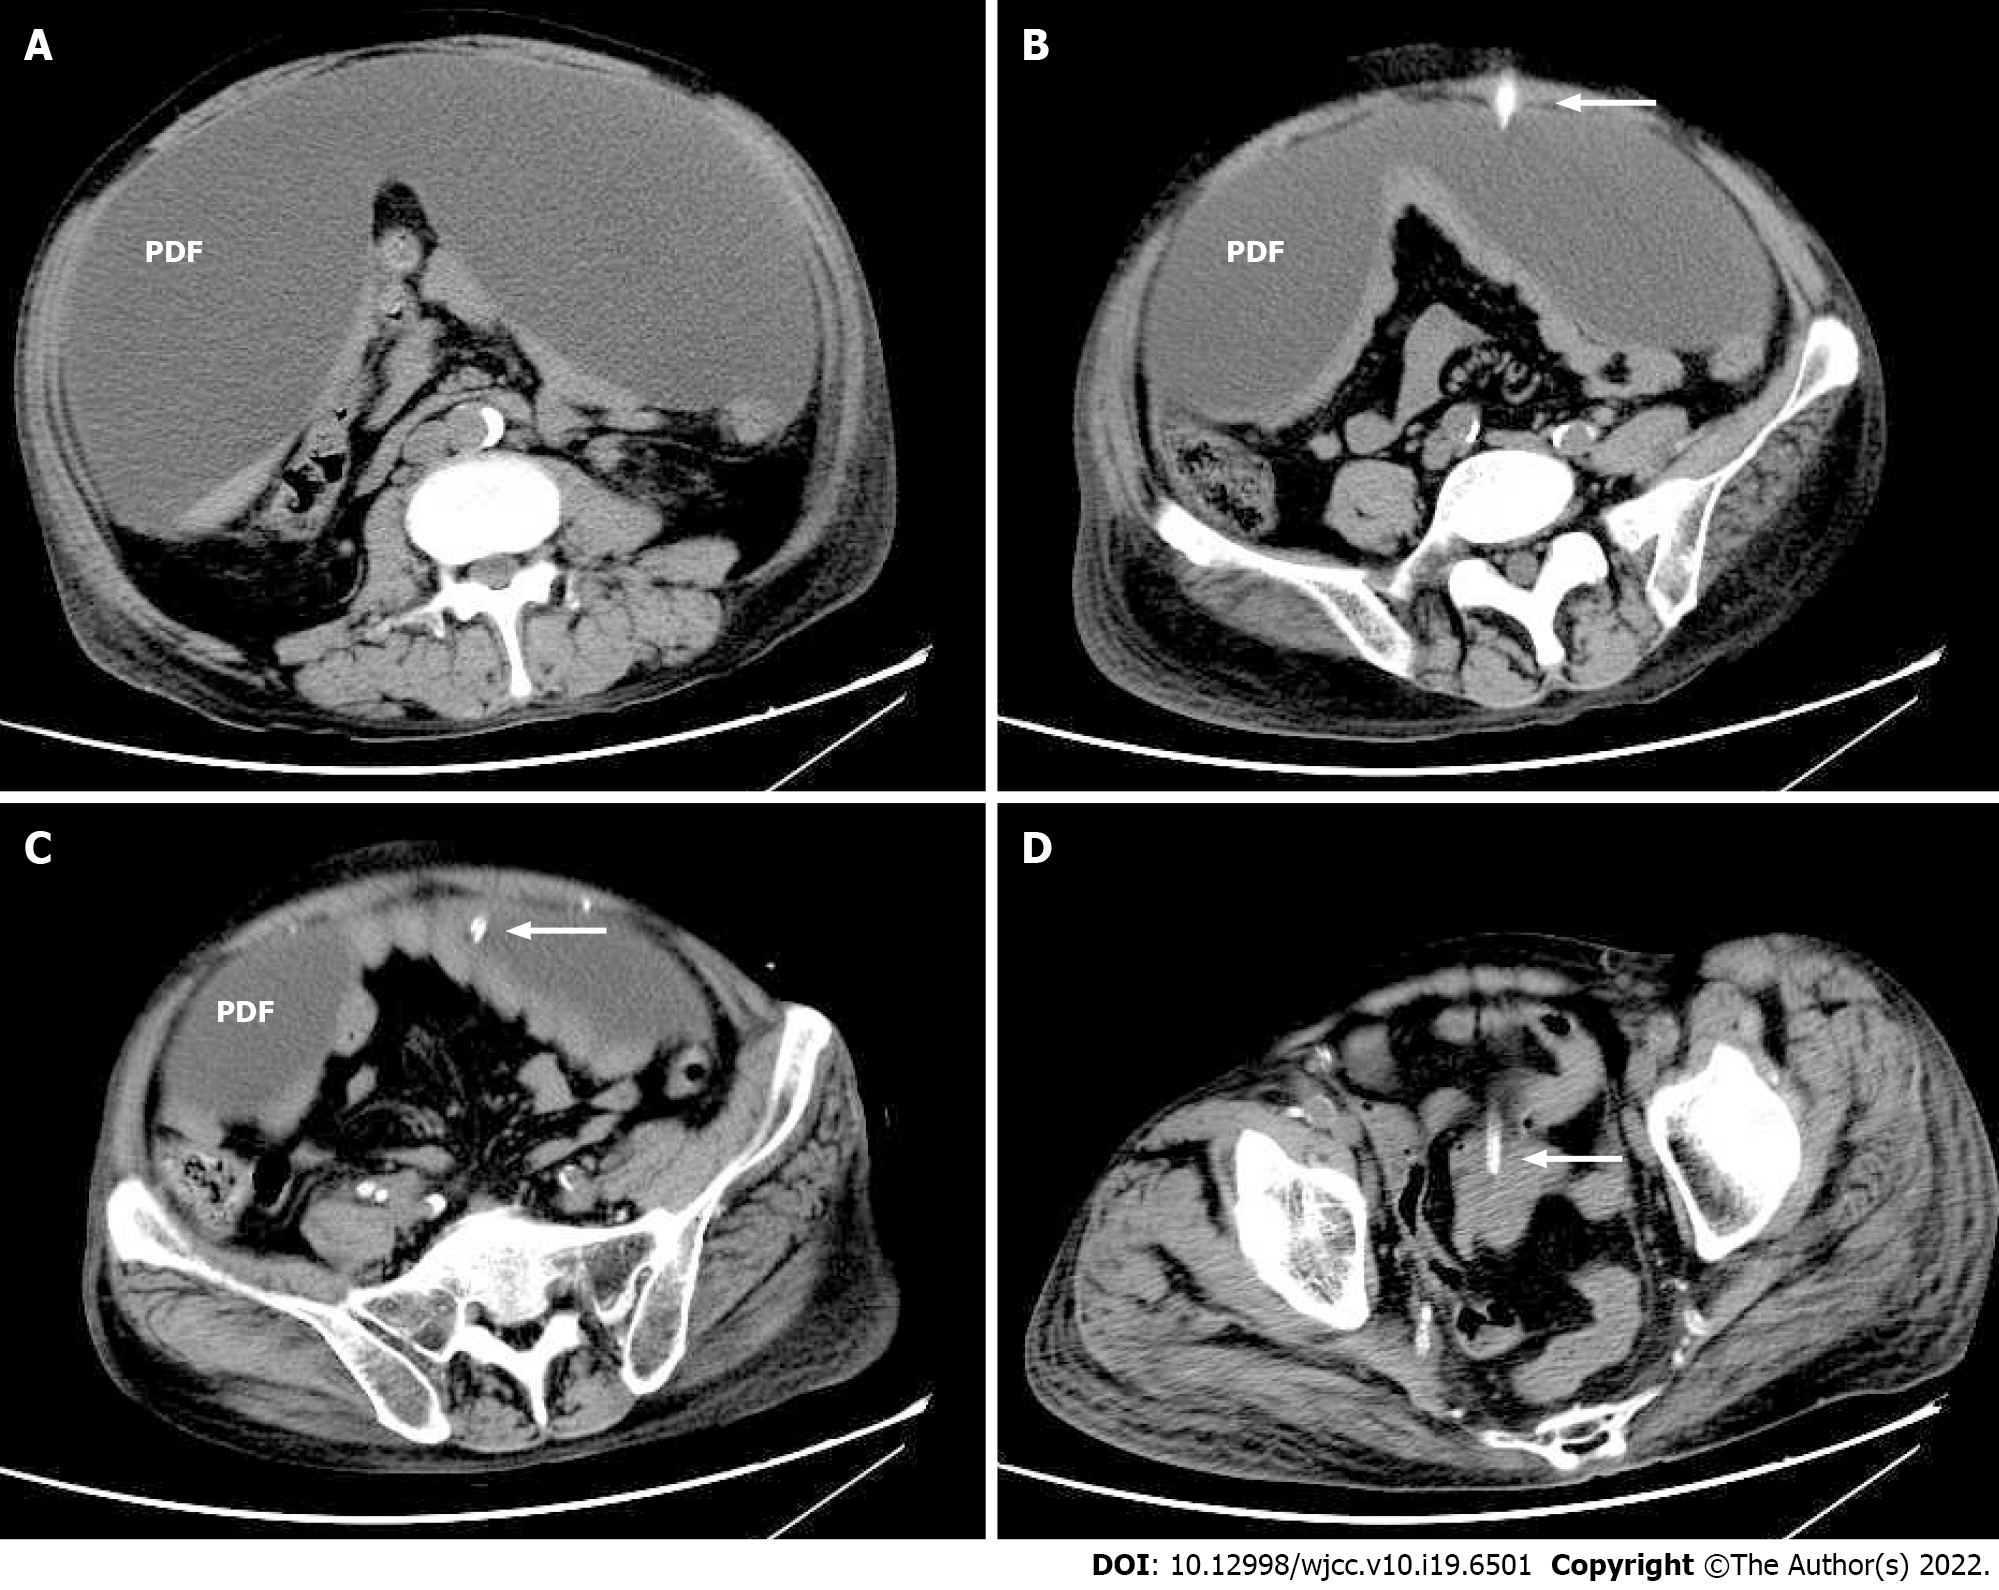 A
B
PDF
PDF
C
D
PDF
DOI: 10.12998/wjcc.v10.i19.6501 Copyright ©The Author(s) 2022.